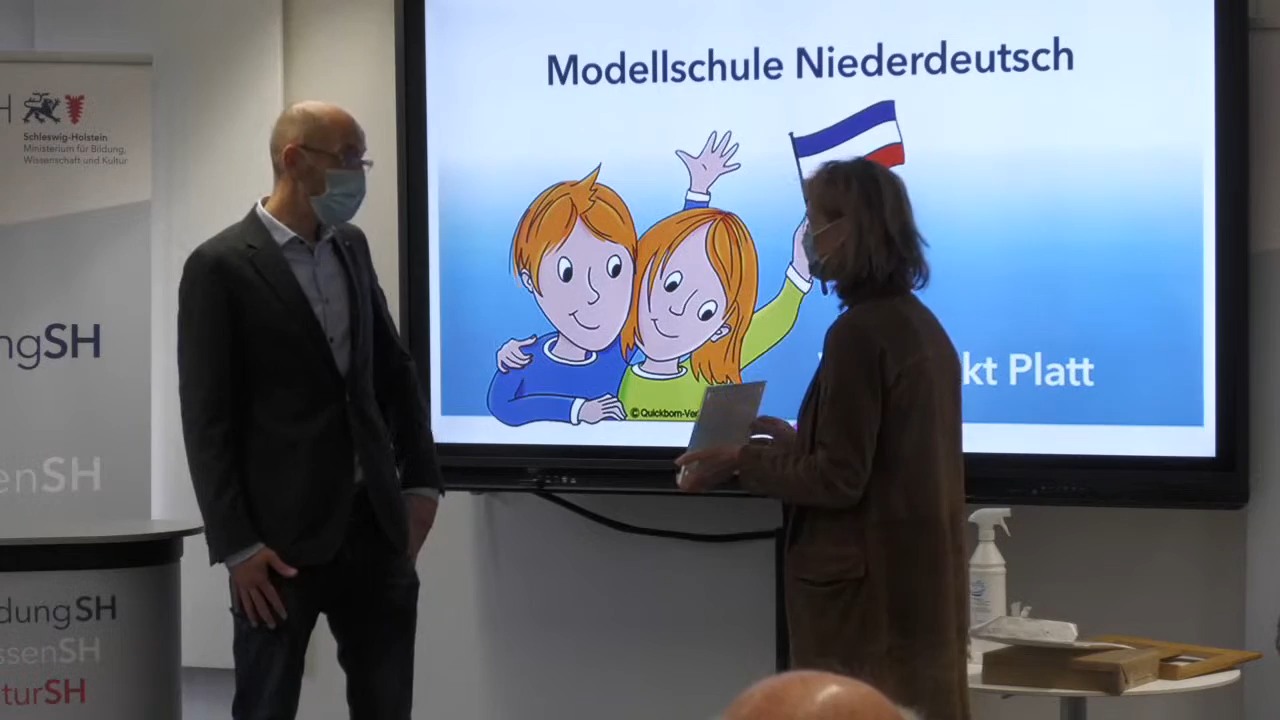 Modellschule Niederdeutsch
H
Schleswig-Holstein
Ministerium für Bildung,
Wissenschaft und Kultur
ngSH
enSH
kt Platt
© Quickborn-Ver
dungSH
ssenSH
turSH